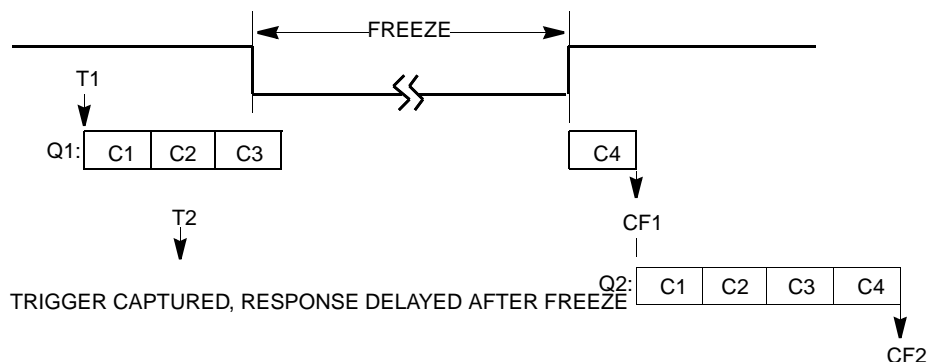 FREEZE
T1
Q1: C1 C2 C3 C4
T2
CF1
TRIGGER CAPTURED, RESPONSE DELAYED AFTER FREEZE
Q2: C1 C2 C3 C4
CF2